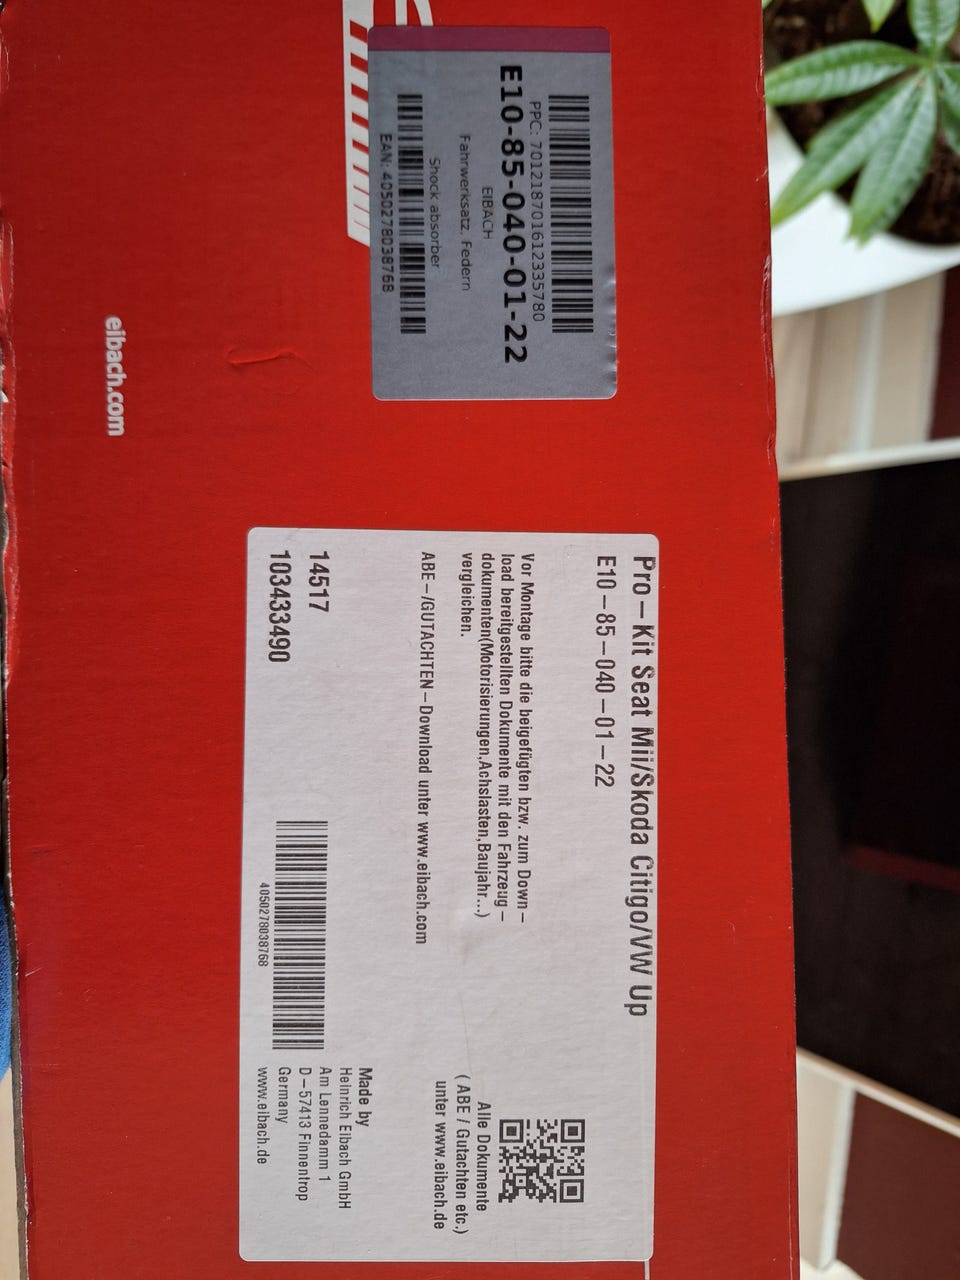 PPC: 701218701612335780
E10-85-040-01-22
EIBACH
Fahrwerksatz, Federn
Shock absorber
EAN: 4050278038768
eibach.com
Pro-Kit Seat Mii/Skoda Citigo/VW Up
E10-85-040-01-22
Vor Montage bitte die beigefügten bzw. zum Down-
load bereitgestellten Dokumente mit den Fahrzeug-
dokumenten(Motorisierungen,Achslasten,Baujahr...)
vergleichen.
ABE-/GUTACHTEN-Download unter www.eibach.com
14517
103433490
4050278038768
Alle Dokumente
( ABE / Gutachten etc.)
unter www.eibach.de
Made by
Heinrich Eibach GmbH
Am Lennedamm 1
D-57413 Finnentrop
Germany
www.eibach.de